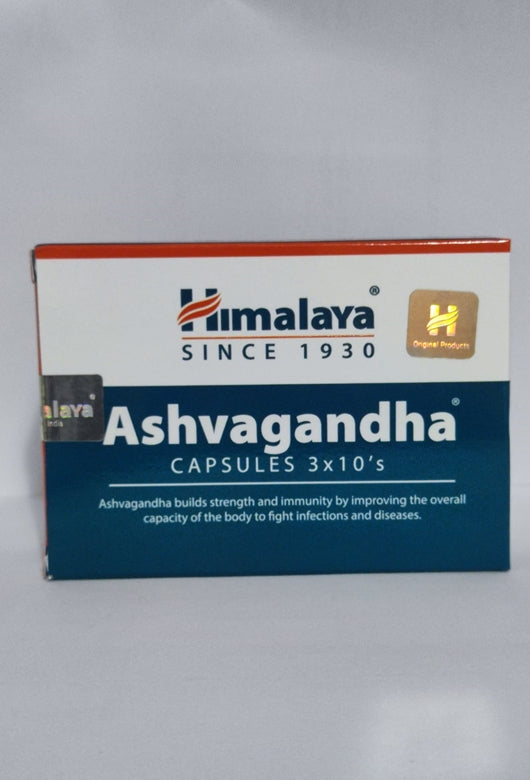 Himalaya®
SINCE 1930
H
Original Products
alaya®
India
Ashvagandha®
CAPSULES 3x10's
Ashvagandha builds strength and immunity by improving the overall
capacity of the body to fight infections and diseases.